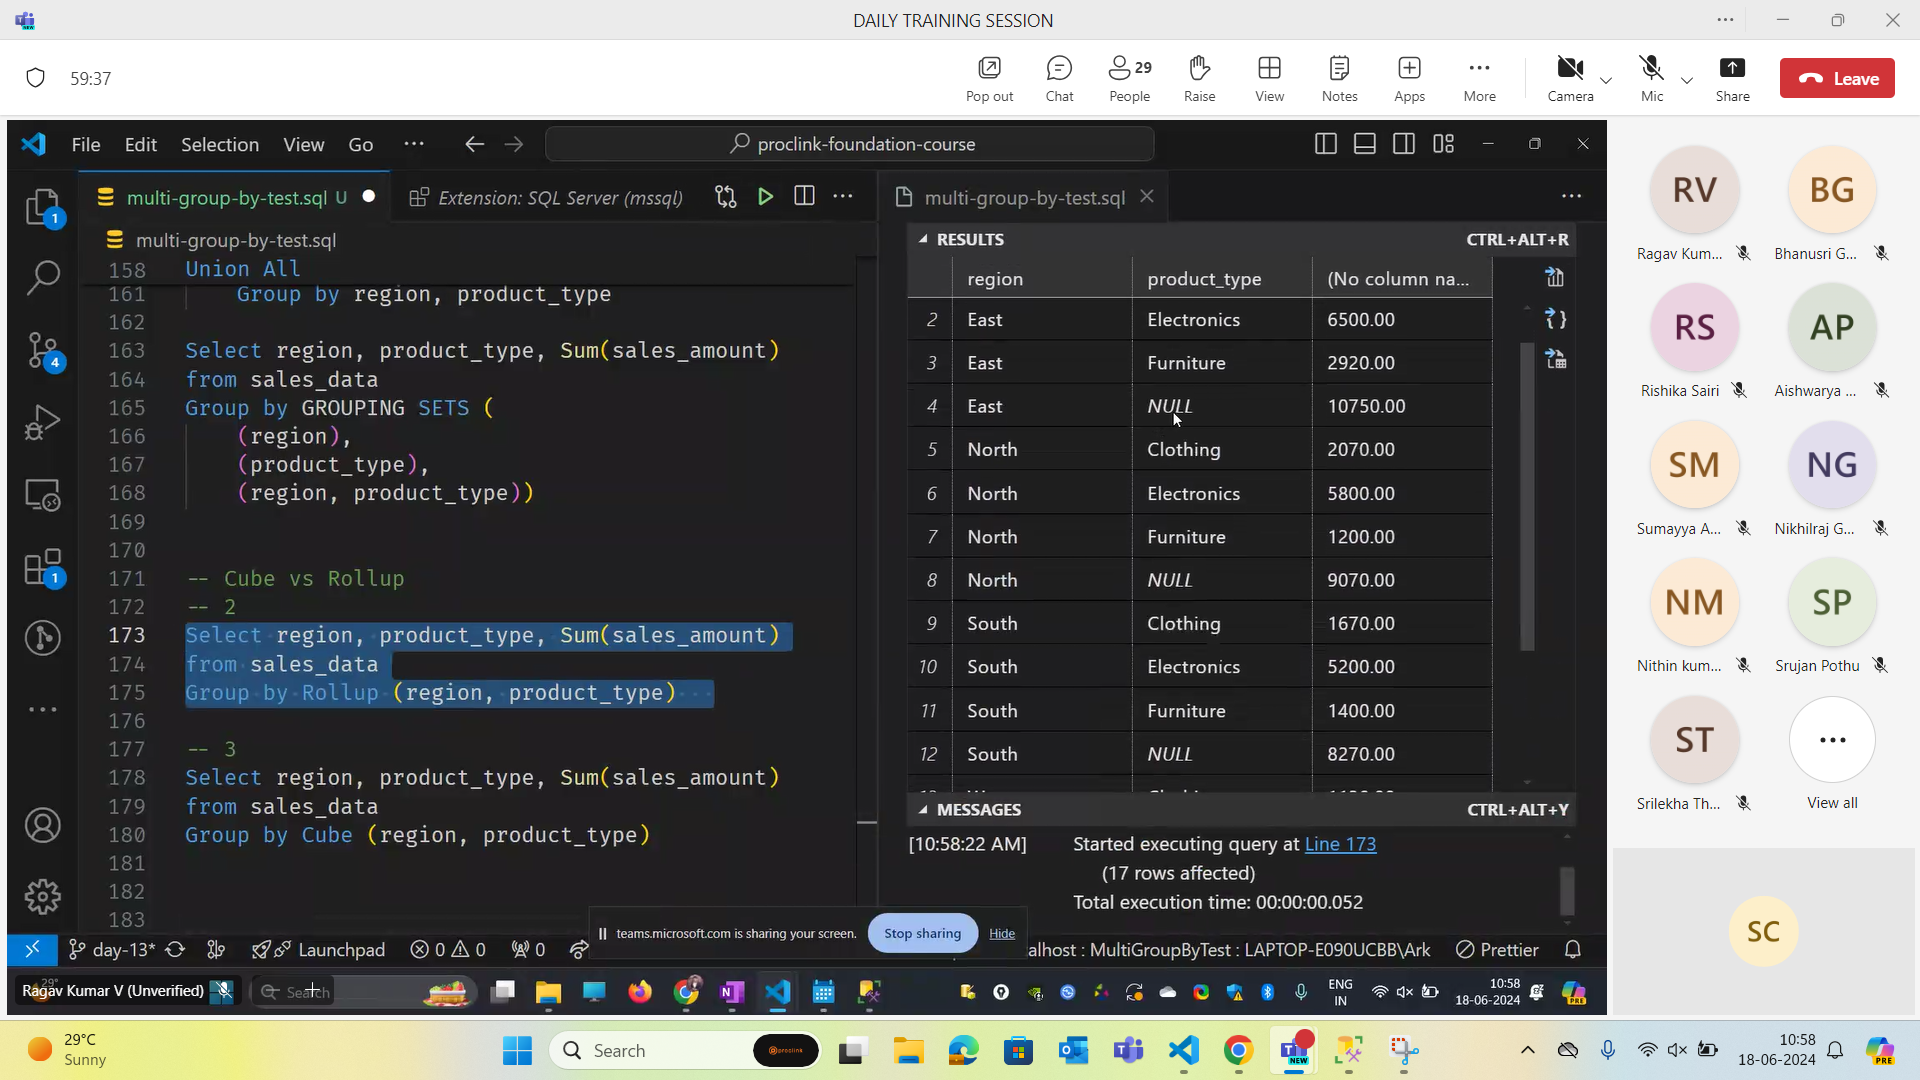 DAILY TRAINING SESSION
59:37
Pop out
Chat
29
People
Raise
View
Notes
Apps
More
Camera
Mic
Share
Leave
File Edit Selection View Go
proclink-foundation-course
multi-group-by-test.sql U
Extension: SQL Server (mssql)
multi-group-by-test.sql
multi-group-by-test.sql
158 Union All
161 Group by region, product_type
162
163 Select region, product_type, Sum(sales_amount)
164 from sales_data
165 Group by GROUPING SETS (
166 (region),
167 (product_type),
168 (region, product_type))
169
170
171 -- Cube vs Rollup
172 -- 2
173 Select region, product_type, Sum(sales_amount)
174 from sales_data
175 Group by Rollup (region, product_type)
176
177 -- 3
178 Select region, product_type, Sum(sales_amount)
179 from sales_data
180 Group by Cube (region, product_type)
181
182
183
1
4
1
RESULTS CTRL+ALT+R
region product_type (No column na...
2 East Electronics 6500.00
3 East Furniture 2920.00
4 East NULL 10750.00
5 North Clothing 2070.00
6 North Electronics 5800.00
7 North Furniture 1200.00
8 North NULL 9070.00
9 South Clothing 1670.00
10 South Electronics 5200.00
11 South Furniture 1400.00
12 South NULL 8270.00
MESSAGES CTRL+ALT+Y
[10:58:22 AM] Started executing query at Line 173
(17 rows affected)
Total execution time: 00:00:00.052
teams.microsoft.com is sharing your screen.
Stop sharing
Hide
day-13*
Launchpad
0 0
0
alhost : MultiGroupByTest : LAPTOP-E090UCBB\Ark
Prettier
Ragav Kumar V (Unverified)
Search
ENG
IN
10:58
18-06-2024
PRE
RV
Ragav Kum...
BG
Bhanusri G...
RS
Rishika Sairi
AP
Aishwarya ...
SM
Sumayya A...
NG
Nikhilraj G...
NM
Nithin kum...
SP
Srujan Pothu
ST
Srilekha Th...
View all
SC
29°C
Sunny
Search
proclink
NEW
10:58
18-06-2024
PRE